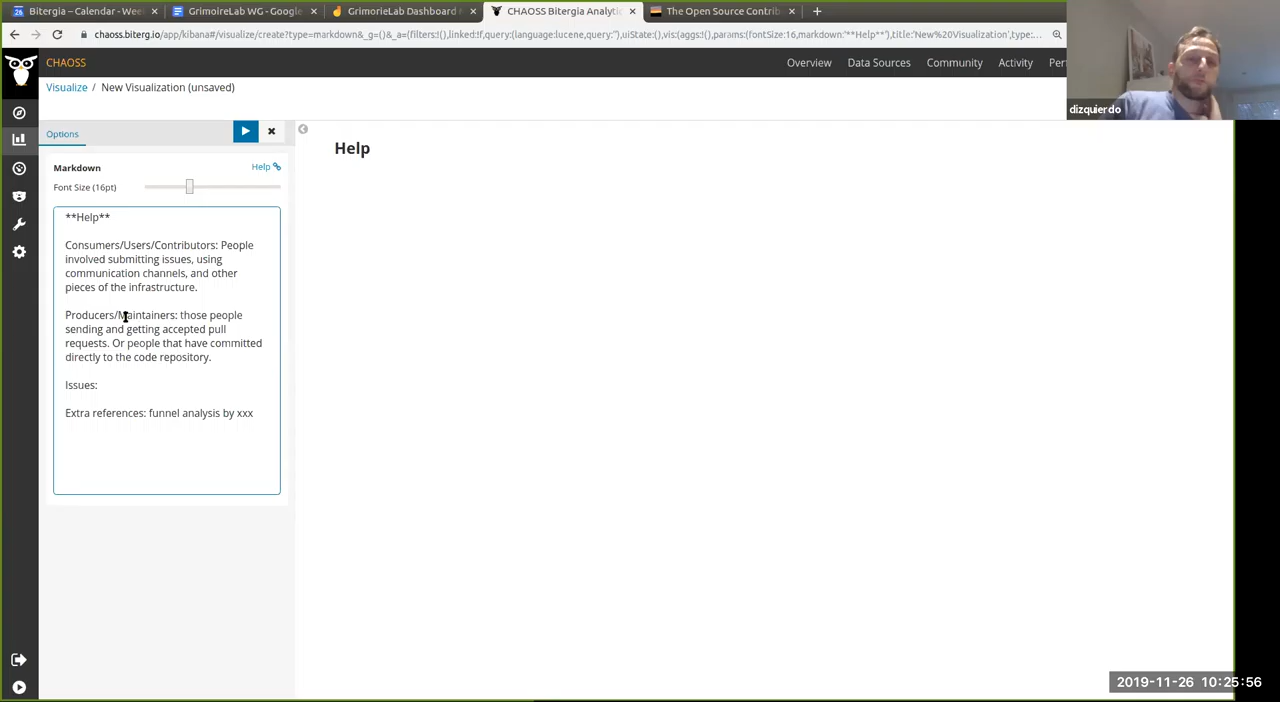 Bitergia – Calendar - Wee
GrimoireLab WG - Google
GrimorieLab Dashboard
CHAOSS Bitergia Analytic
The Open Source Contrib
chaoss.biterg.io/app/kibana#/visualize/create?type=markdown&_g=()&_a=(filters:!(),linked:!f,query:(language:lucene,query:''),uiState:(),vis:(aggs:!(),params:(fontSize:16,markdown:'**Help**'),title:'New%20Visualization',type:...
CHAOSS
Overview
Data Sources
Community
Activity
Per
dizquierdo
Visualize / New Visualization (unsaved)
Options
Markdown
Help
Font Size (16pt)
**Help**
Consumers/Users/Contributors: People
involved submitting issues, using
communication channels, and other
pieces of the infrastructure.
Producers/Maintainers: those people
sending and getting accepted pull
requests. Or people that have committed
directly to the code repository.
Issues:
Extra references: funnel analysis by xxx
Help
2019-11-26 10:25:56